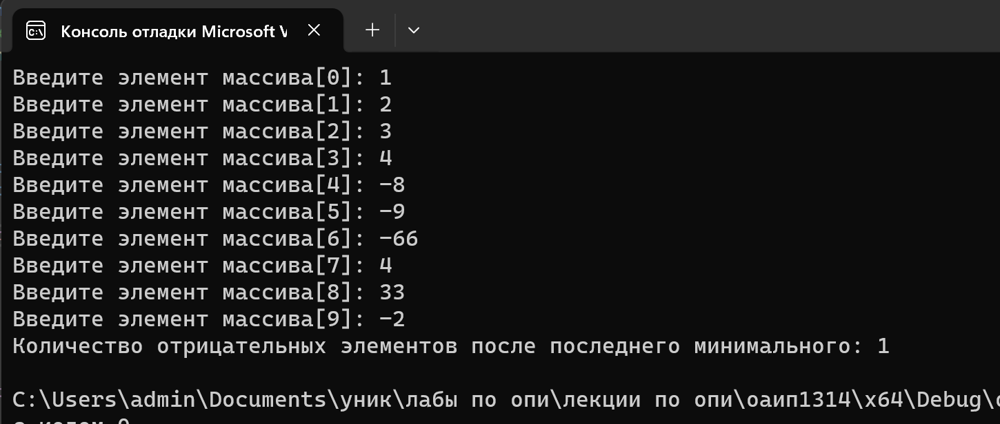 Консоль отладки Microsoft V
Введите элемент массива[0]: 1
Введите элемент массива[1]: 2
Введите элемент массива[2]: 3
Введите элемент массива[3]: 4
Введите элемент массива[4]: -8
Введите элемент массива[5]: -9
Введите элемент массива[6]: -66
Введите элемент массива[7]: 4
Введите элемент массива[8]: 33
Введите элемент массива[9]: -2
Количество отрицательных элементов после последнего минимального: 1
C:\Users\admin\Documents\уник\лабы по опи\лекции по опи\оаип1314\x64\Debug\
с кодом 0